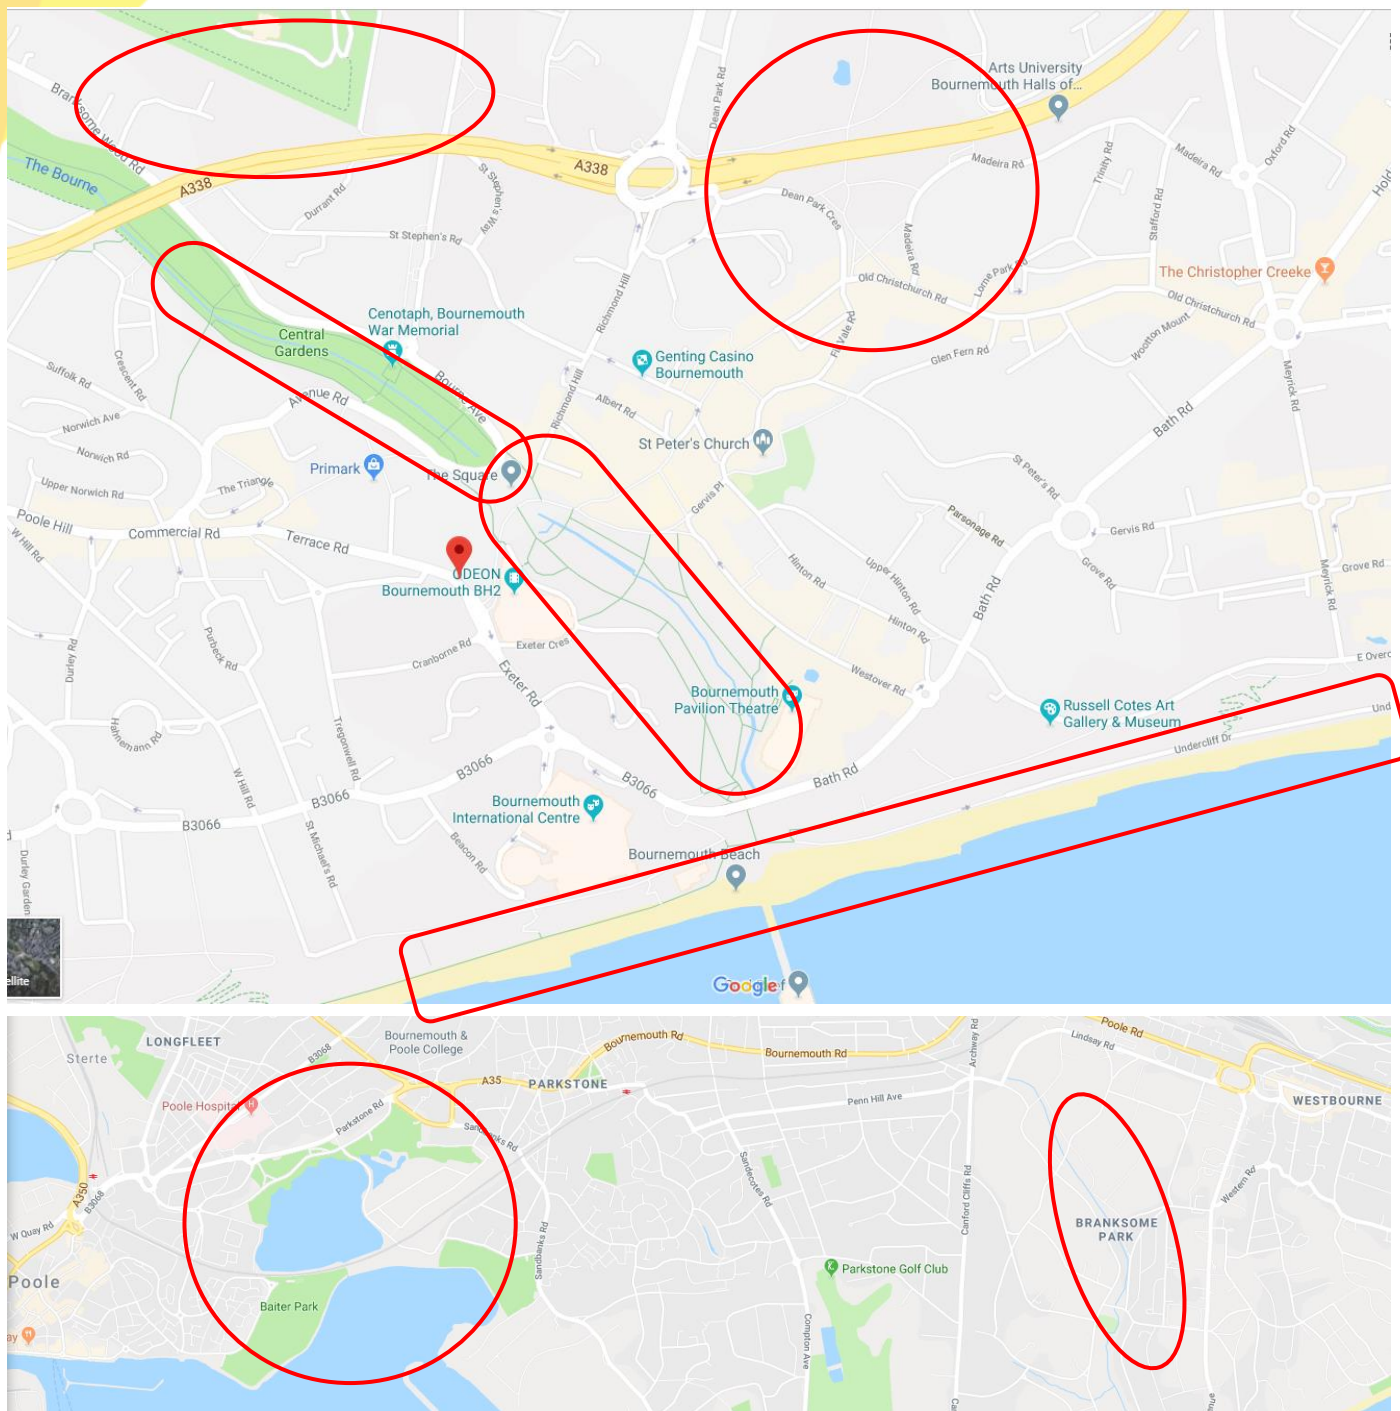 Arts University
Bournemouth Halls of...
Dean Park Rd
Branksome Wood Rd
The Bourne
A338
A338
Durrant Rd
St Stephen's Way
St Stephen's Rd
Madeira Rd
Trinity Rd
Madeira Rd
Oxford Rd
Hold
Stafford Rd
Dean Park Cres
Madeira Rd
Lorne Park Rd
Old Christchurch Rd
The Christopher Creeke
Old Christchurch Rd
Wootton Mount
Richmond Hill
Cenotaph, Bournemouth
War Memorial
Central
Gardens
Genting Casino
Bournemouth
Fir Vale Rd
Glen Fern Rd
Meyrick Rd
Crescent Rd
Suffolk Rd
Avenue Rd
Bourne Ave
Richmond Hill
Albert Rd
Bath Rd
Norwich Ave
Norwich Rd
St Peter's Church
Primark
The Square
St Peter's Rd
Upper Norwich Rd
The Triangle
Gervis Pl
Poole Hill
Commercial Rd
Parsonage Rd
Gervis Rd
W Hill Rd
Terrace Rd
ODEON
Bournemouth BH2
Hinton Rd
Upper Hinton Rd
Grove Rd
Grove Rd
Meyrick Rd
Bath Rd
Hinton Rd
Durley Rd
Purbeck Rd
Cranborne Rd
Exeter Cres
E Overc
Exeter Rd
Westover Rd
Bournemouth
Pavilion Theatre
Russell Cotes Art
Gallery & Museum
Und
Hahnemann Rd
Tregonwell Rd
Undercliff Dr
W Hill Rd
B3066
B3066
Bath Rd
B3066
B3066
Bournemouth
International Centre
St Michael's Rd
Beacon Rd
Durley Garden
Bournemouth Beach
ellite
Google
LONGFLEET
Sterte
B3068
Bournemouth &
Poole College
Bournemouth Rd
Bournemouth Rd
Archway Rd
Lindsay Rd
Poole Rd
A35
PARKSTONE
Poole Hospital
Parkstone Rd
Penn Hill Ave
WESTBOURNE
Sandbanks Rd
Sandecotes Rd
Canford Cliffs Rd
Western Rd
A350
B3068
W Quay Rd
Sandbanks Rd
BRANKSOME
PARK
Poole
Parkstone Golf Club
Baiter Park
Compton Ave
ay